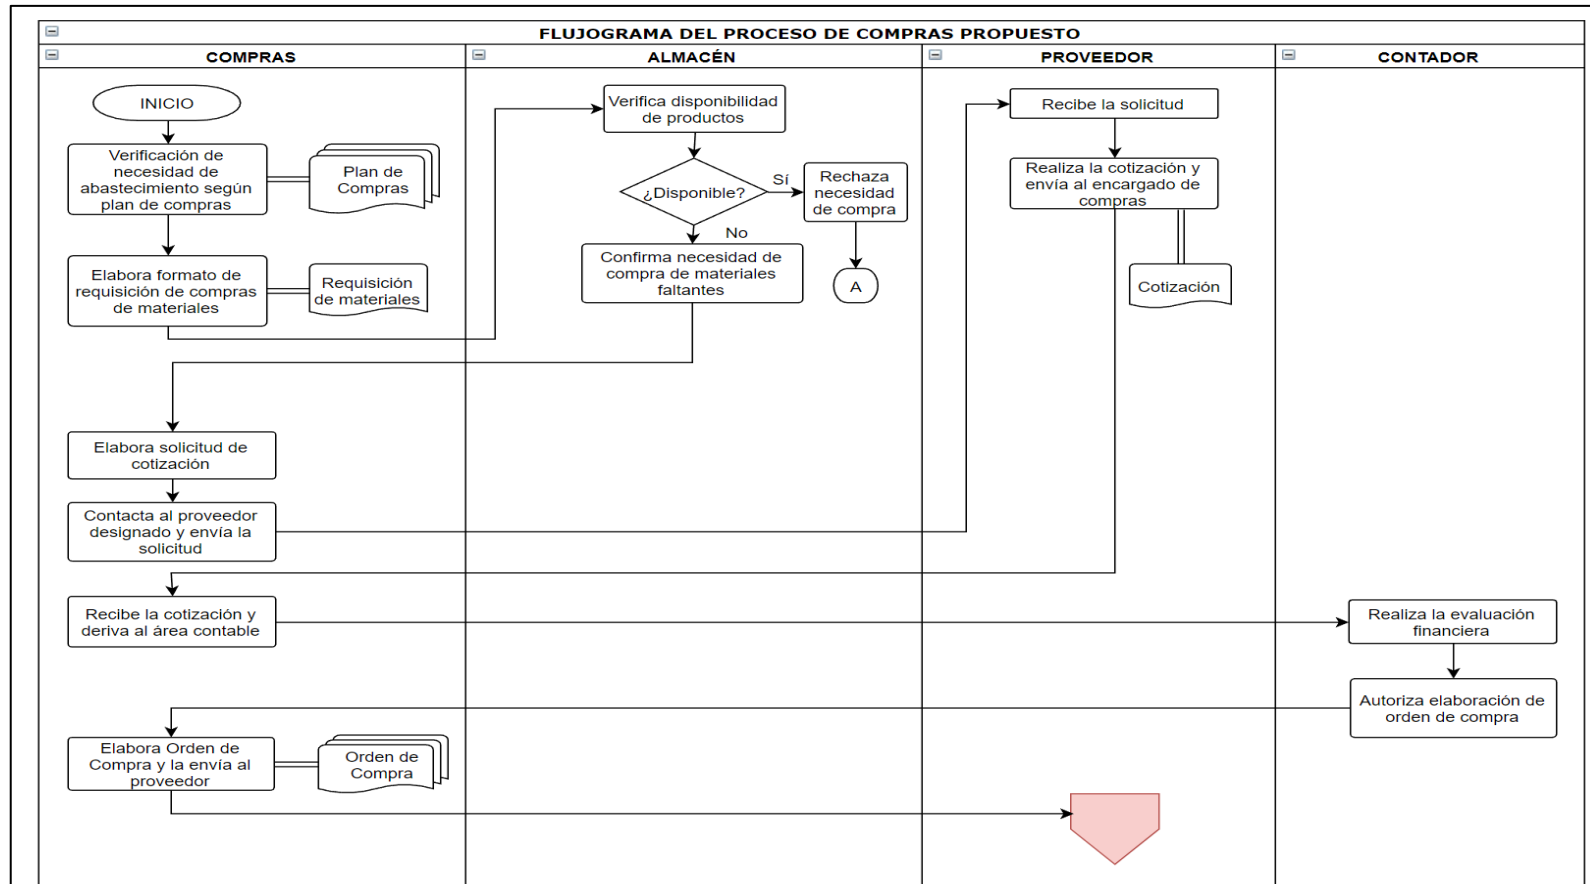 FLUJOGRAMA DEL PROCESO DE COMPRAS PROPUESTO
COMPRAS
ALMACÉN
PROVEEDOR
CONTADOR
INICIO
Verificación de
necesidad de
abastecimiento según
plan de compras
Plan de
Compras
Elabora formato de
requisición de compras
de materiales
Requisición
de materiales
Elabora solicitud de
cotización
Contacta al proveedor
designado y envía la
solicitud
Recibe la cotización y
deriva al área contable
Elabora Orden de
Compra y la envía al
proveedor
Orden de
Compra
Verifica disponibilidad
de productos
¿Disponible?
Sí
Rechaza
necesidad
de compra
No
Confirma necesidad de
compra de materiales
faltantes
A
Recibe la solicitud
Realiza la cotización y
envía al encargado de
compras
Cotización
Realiza la evaluación
financiera
Autoriza elaboración de
orden de compra